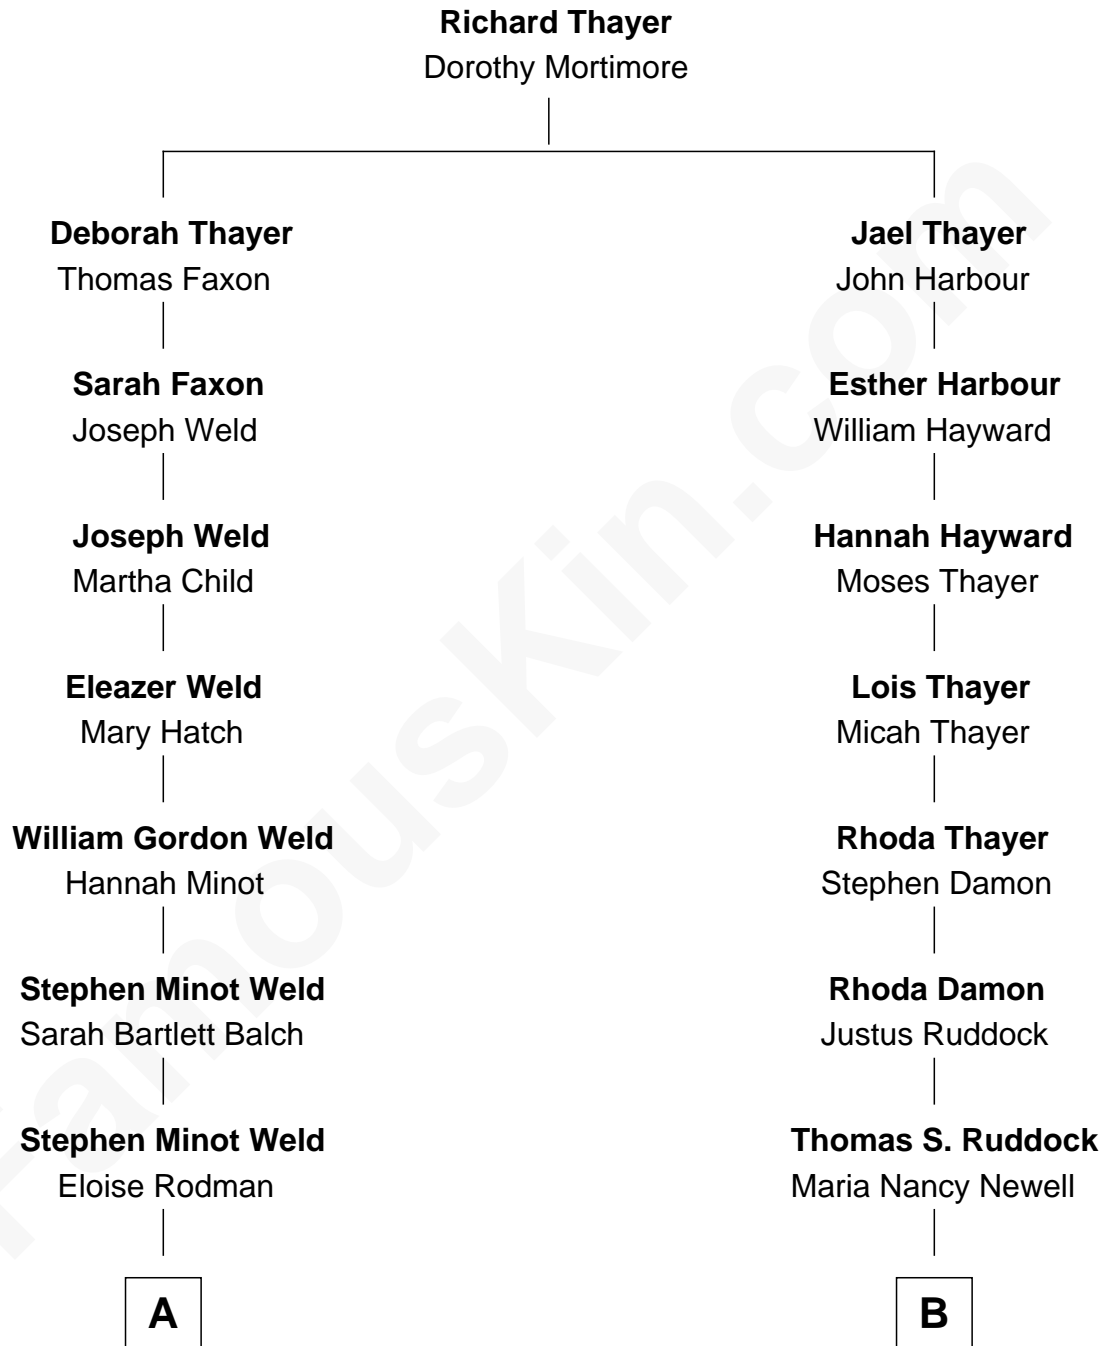 Richard Thayer
Dorothy Mortimore
Deborah Thayer
Thomas Faxon
Jael Thayer
John Harbour
Sarah Faxon
Joseph Weld
Esther Harbour
William Hayward
Joseph Weld
Martha Child
Hannah Hayward
Moses Thayer
Eleazer Weld
Mary Hatch
Lois Thayer
Micah Thayer
William Gordon Weld
Hannah Minot
Rhoda Thayer
Stephen Damon
Stephen Minot Weld
Sarah Bartlett Balch
Rhoda Damon
Justus Ruddock
Stephen Minot Weld
Eloise Rodman
Thomas S. Ruddock
Maria Nancy Newell
A
B
FamousKin.com